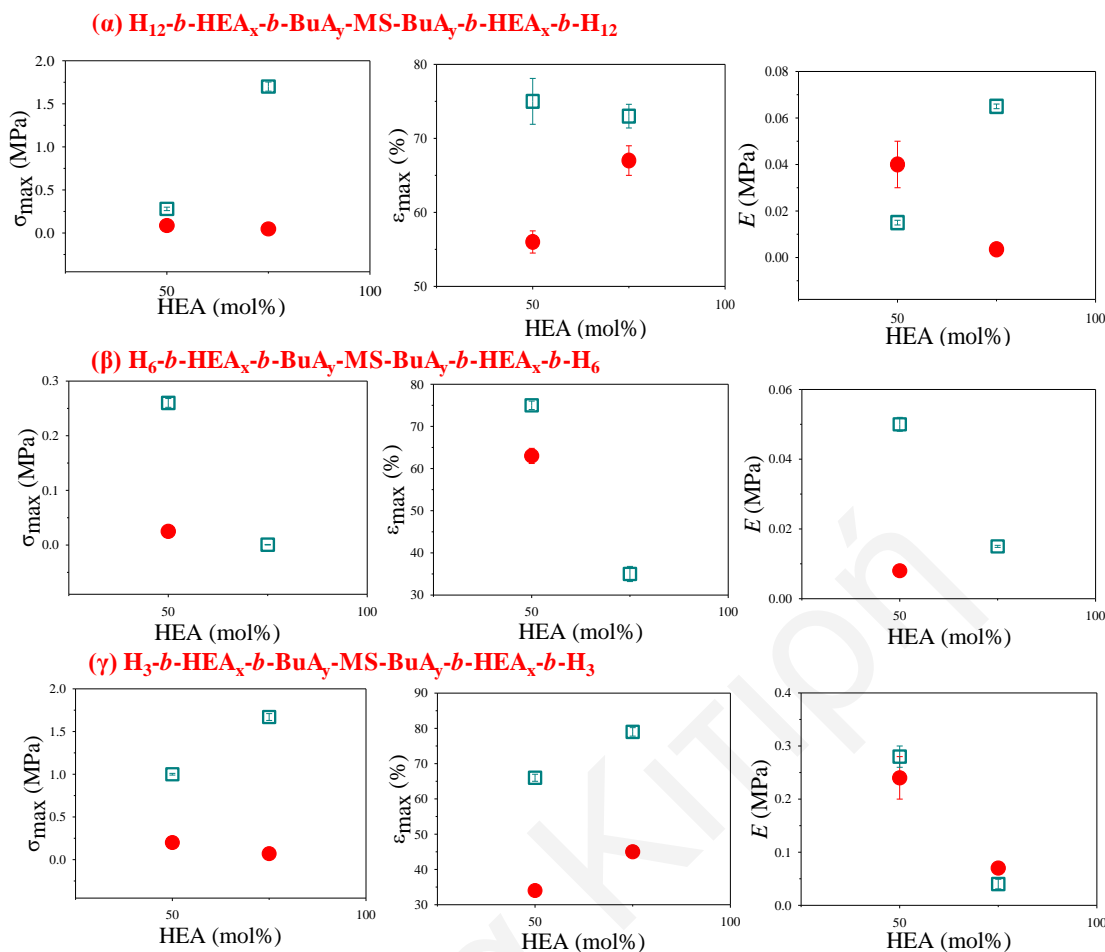 (α) H₁₂-b-HEAₓ-b-BuAᵧ-MS-BuAᵧ-b-HEAₓ-b-H₁₂
σmax (MPa)
2.0
1.5
1.0
0.5
0.0
50
100
HEA (mol%)
εmax (%)
80
70
60
50
50
100
HEA (mol%)
E (MPa)
0.08
0.06
0.04
0.02
0.00
50
100
HEA (mol%)
(β) H₆-b-HEAₓ-b-BuAᵧ-MS-BuAᵧ-b-HEAₓ-b-H₆
σmax (MPa)
0.3
0.2
0.1
0.0
50
100
HEA (mol%)
εmax (%)
80
70
60
50
40
30
50
100
HEA (mol%)
E (MPa)
0.06
0.04
0.02
0.00
50
100
HEA (mol%)
(γ) H₃-b-HEAₓ-b-BuAᵧ-MS-BuAᵧ-b-HEAₓ-b-H₃
σmax (MPa)
2.0
1.5
1.0
0.5
0.0
50
100
HEA (mol%)
εmax (%)
90
80
70
60
50
40
30
50
100
HEA (mol%)
E (MPa)
0.4
0.3
0.2
0.1
0.0
50
100
HEA (mol%)
Κιτιρή